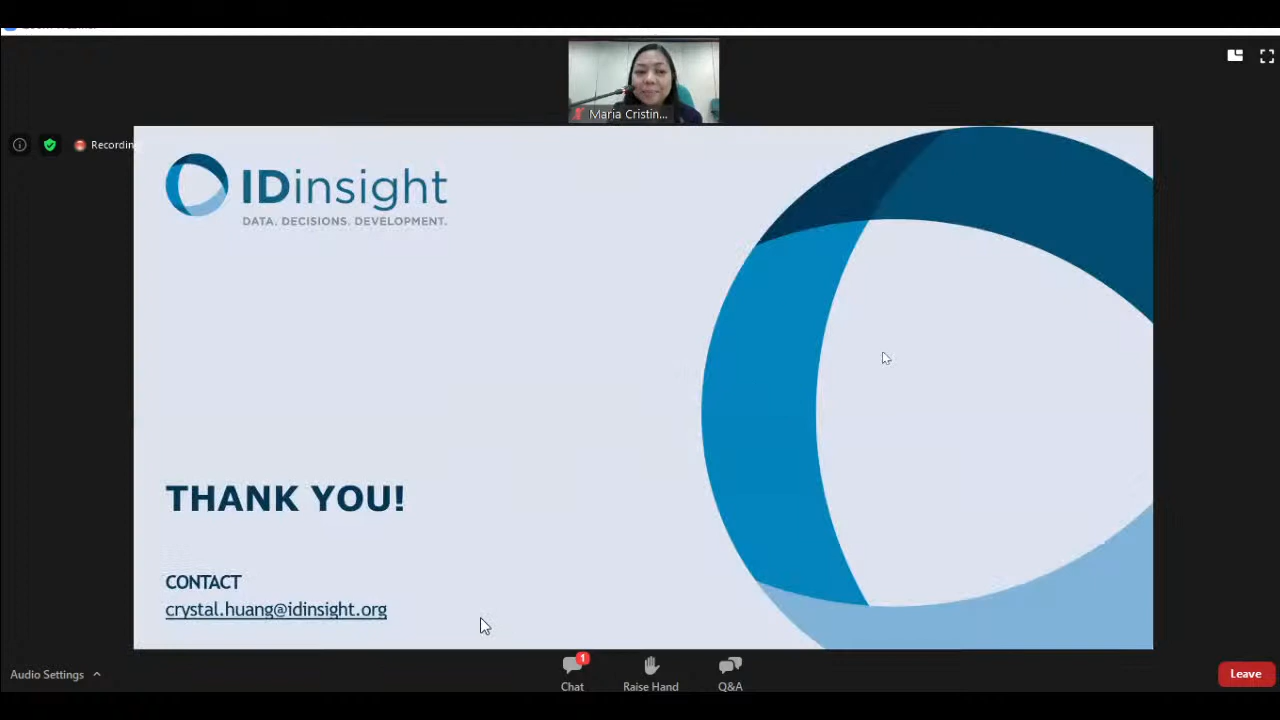 Maria Cristin...
Recordin
IDinsight
DATA. DECISIONS. DEVELOPMENT.
THANK YOU!
CONTACT
crystal.huang@idinsight.org
Audio Settings
1
Chat
Raise Hand
Q&A
Leave